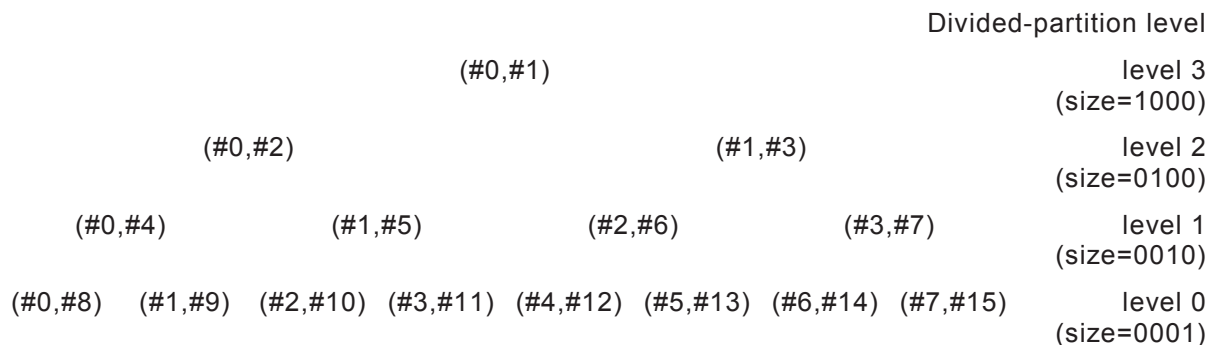 Divided-partition level
(#0,#1) level 3
(size=1000)
(#0,#2) (#1,#3) level 2
(size=0100)
(#0,#4) (#1,#5) (#2,#6) (#3,#7) level 1
(size=0010)
(#0,#8) (#1,#9) (#2,#10) (#3,#11) (#4,#12) (#5,#13) (#6,#14) (#7,#15) level 0
(size=0001)